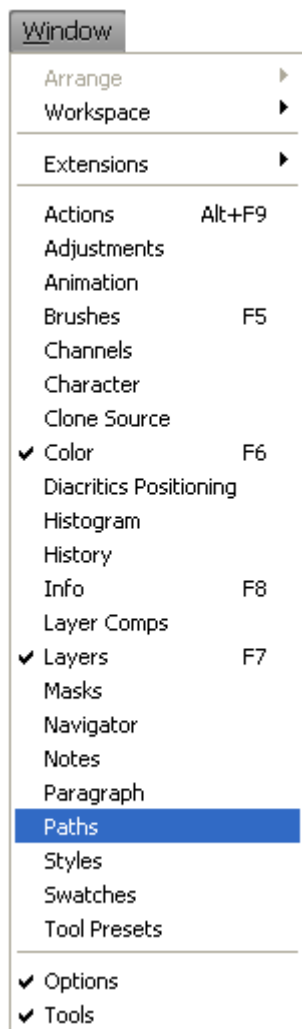 Window
Arrange
Workspace
Extensions
Actions Alt+F9
Adjustments
Animation
Brushes F5
Channels
Character
Clone Source
Color F6
Diacritics Positioning
Histogram
History
Info F8
Layer Comps
Layers F7
Masks
Navigator
Notes
Paragraph
Paths
Styles
Swatches
Tool Presets
Options
Tools